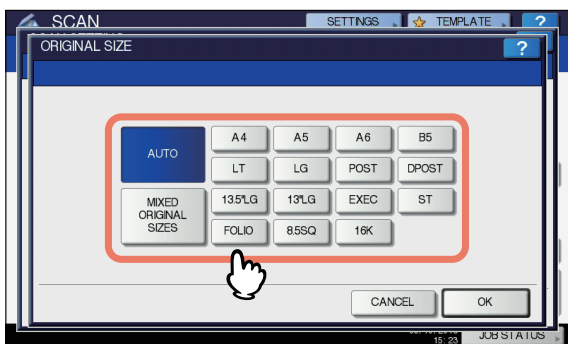 SCAN
SETTINGS
TEMPLATE
?
ORIGINAL SIZE
?
AUTO
A4
A5
A6
B5
LT
LG
POST
DPOST
MIXED
ORIGINAL
SIZES
13.5"LG
13"LG
EXEC
ST
FOLIO
8.5SQ
16K
CANCEL
OK
15:23
JOB STATUS